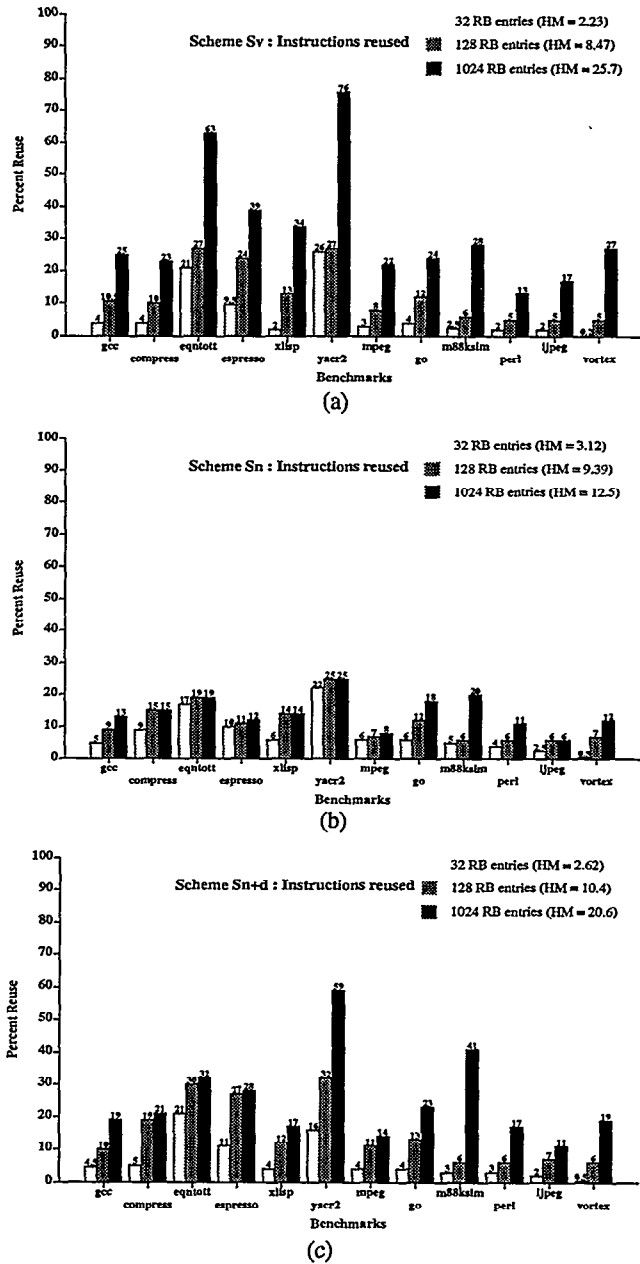 100
90
80
70
60
50
40
30
20
10
0
Percent Reuse
Scheme Sv : Instructions reused
32 RB entries (HM = 2.23)
128 RB entries (HM = 8.47)
1024 RB entries (HM = 25.7)
4 10 25
4 10 23
21 27 63
24 39
2 13 34
26 27 76
3 8 22
4 12 24
6 28
2 5 13
2 5 17
5 27
gcc compress eqntott espresso xlisp yacr2 mpeg go m88ksim perl ijpeg vortex
Benchmarks
(a)
100
90
80
70
60
50
40
30
20
10
0
Percent Reuse
Scheme Sn : Instructions reused
32 RB entries (HM = 3.12)
128 RB entries (HM = 9.39)
1024 RB entries (HM = 12.5)
5 9 13
9 15 15
17 19 19
10 11 12
6 14 14
22 25 25
6 7 8
6 12 18
5 6 20
4 6 11
6 6
7 12
gcc compress eqntott espresso xlisp yacr2 mpeg go m88ksim perl ijpeg vortex
Benchmarks
(b)
100
90
80
70
60
50
40
30
20
10
0
Percent Reuse
Scheme Sn+d : Instructions reused
32 RB entries (HM = 2.62)
128 RB entries (HM = 10.4)
1024 RB entries (HM = 20.6)
10 19
5 19 21
21 30 32
11 27 28
4 12 17
16 32 59
4 11 14
4 13 23
3 6 41
3 6 17
2 7 11
6 19
gcc compress eqntott espresso xlisp yacr2 mpeg go m88ksim perl ijpeg vortex
Benchmarks
(c)